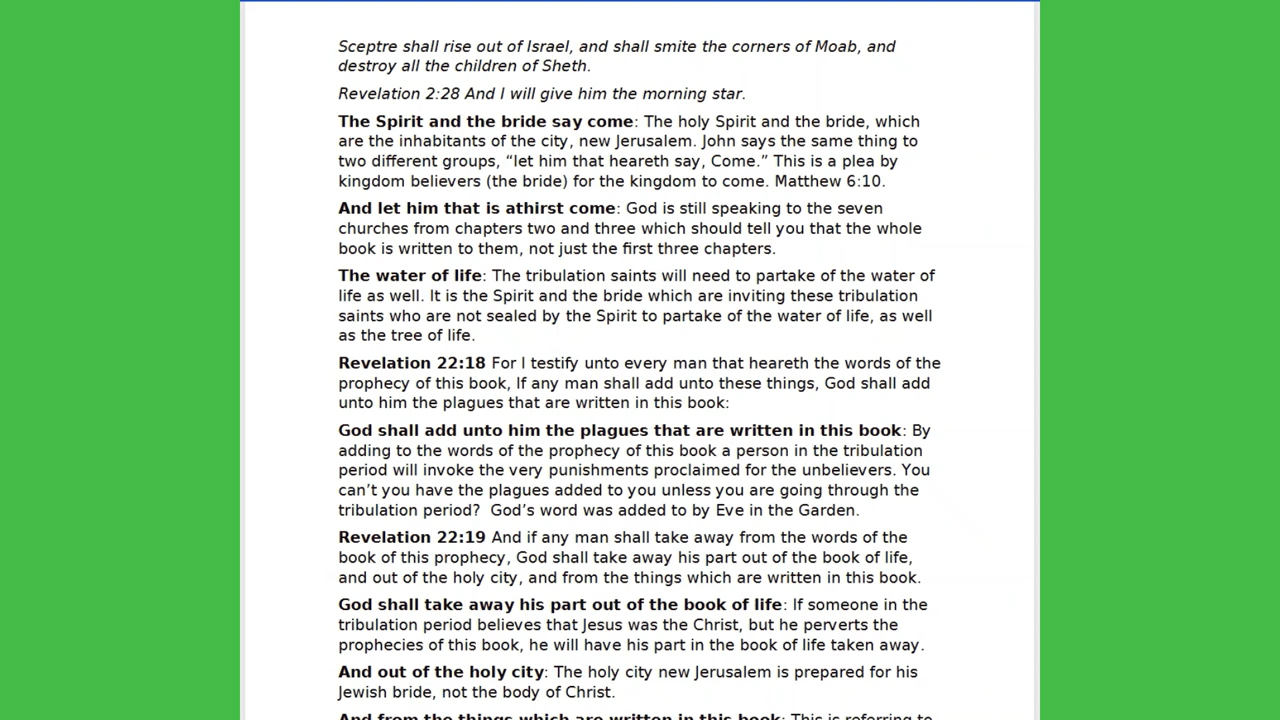 Sceptre shall rise out of Israel, and shall smite the corners of Moab, and
destroy all the children of Sheth.
Revelation 2:28 And I will give him the morning star.
The Spirit and the bride say come: The holy Spirit and the bride, which
are the inhabitants of the city, new Jerusalem. John says the same thing to
two different groups, “let him that heareth say, Come.” This is a plea by
kingdom believers (the bride) for the kingdom to come. Matthew 6:10.
And let him that is athirst come: God is still speaking to the seven
churches from chapters two and three which should tell you that the whole
book is written to them, not just the first three chapters.
The water of life: The tribulation saints will need to partake of the water of
life as well. It is the Spirit and the bride which are inviting these tribulation
saints who are not sealed by the Spirit to partake of the water of life, as well
as the tree of life.
Revelation 22:18 For I testify unto every man that heareth the words of the
prophecy of this book, If any man shall add unto these things, God shall add
unto him the plagues that are written in this book:
God shall add unto him the plagues that are written in this book: By
adding to the words of the prophecy of this book a person in the tribulation
period will invoke the very punishments proclaimed for the unbelievers. You
can’t you have the plagues added to you unless you are going through the
tribulation period?  God’s word was added to by Eve in the Garden.
Revelation 22:19 And if any man shall take away from the words of the
book of this prophecy, God shall take away his part out of the book of life,
and out of the holy city, and from the things which are written in this book.
God shall take away his part out of the book of life: If someone in the
tribulation period believes that Jesus was the Christ, but he perverts the
prophecies of this book, he will have his part in the book of life taken away.
And out of the holy city: The holy city new Jerusalem is prepared for his
Jewish bride, not the body of Christ.
And from the things which are written in this book: This is referring to